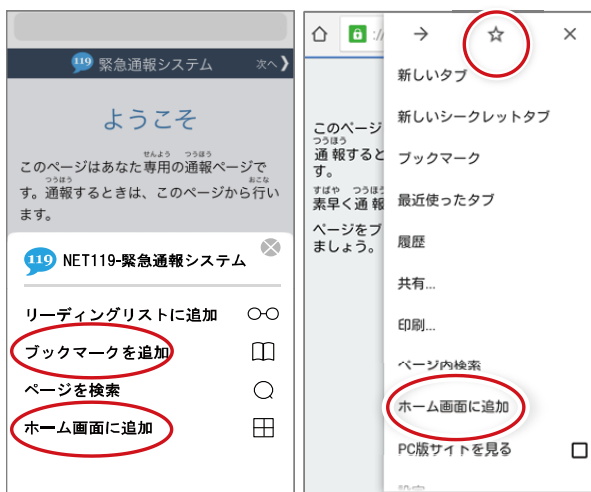 119 緊急通報システム 次へ❯
ようこそ
このページはあなた専用の通報ページで
せんよう つうほう
す。通報するときは、このページから行い
つうほう おこな
ます。
119 NET119-緊急通報システム
リーディングリストに追加
ブックマークを追加
ページを検索
ホーム画面に追加
://
このページ
つうほう
通報すると
す。
すばや つうほう
素早く通報
ページをブ
ましょう。
新しいタブ
新しいシークレットタブ
ブックマーク
最近使ったタブ
履歴
共有...
印刷...
ページ内検索
ホーム画面に追加
PC版サイトを見る